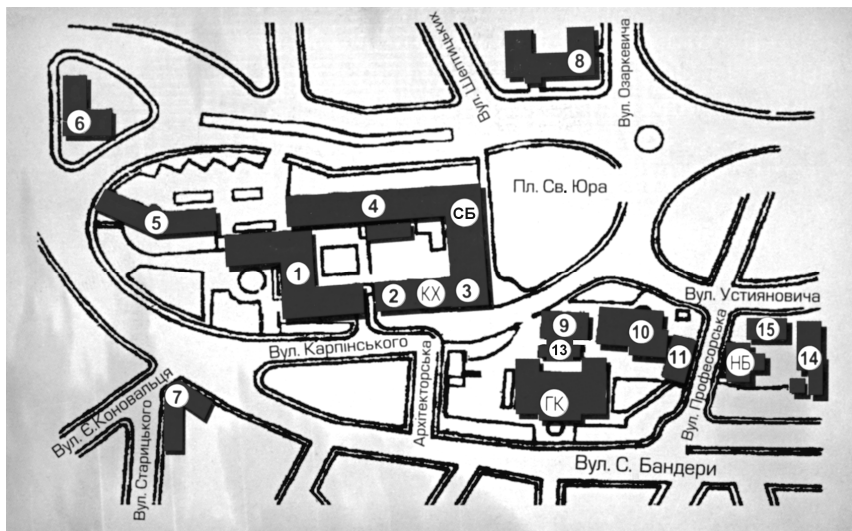 Вул. Шептицьких
8
Вул. Озаркевича
6
Пл. Св. Юра
4
СБ
5
1
2
КХ
3
Вул. Устияновича
9
10
15
13
11
НБ
14
Вул. Карпінського
Архітекторська
ГК
Вул. Професорська
Вул. Є.Коновальця
7
Вул. Старицького
Вул. С. Бандери